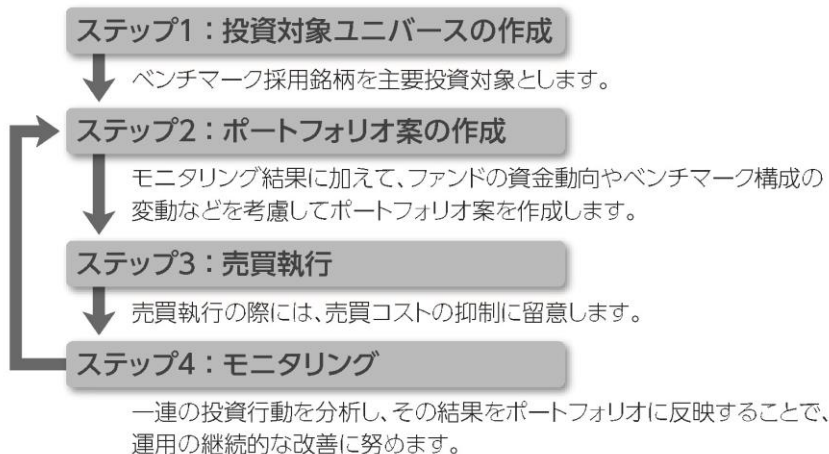 ステップ1：投資対象ユニバースの作成
ベンチマーク採用銘柄を主要投資対象とします。
ステップ2：ポートフォリオ案の作成
モニタリング結果に加えて、ファンドの資金動向やベンチマーク構成の
変動などを考慮してポートフォリオ案を作成します。
ステップ3：売買執行
売買執行の際には、売買コストの抑制に留意します。
ステップ4：モニタリング
一連の投資行動を分析し、その結果をポートフォリオに反映することで、
運用の継続的な改善に努めます。